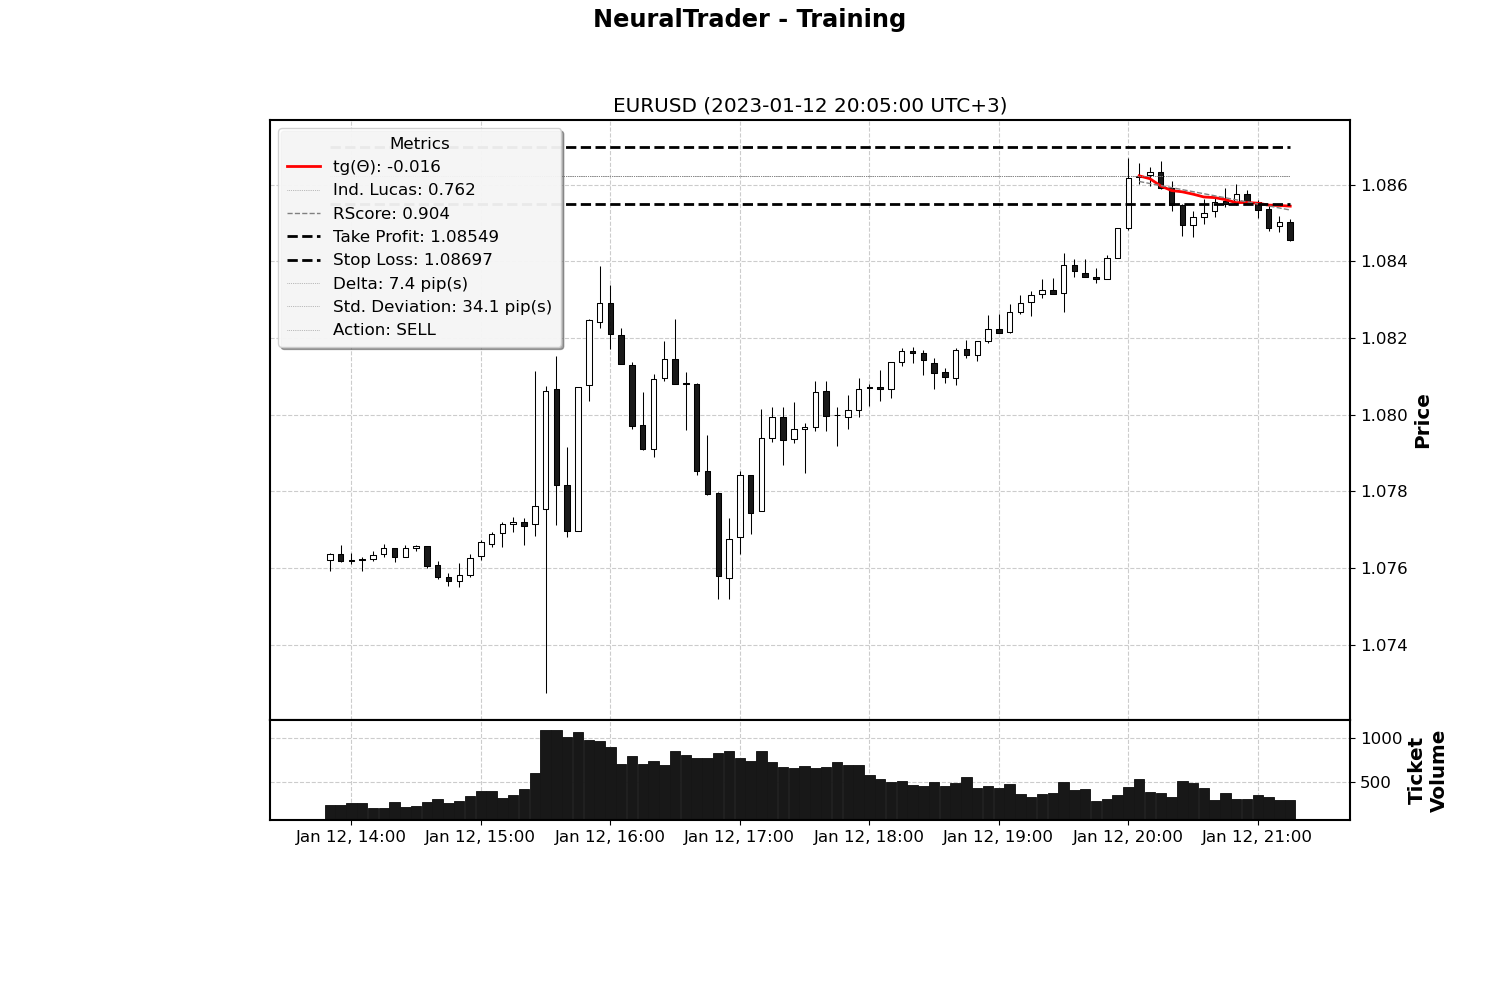 NeuralTrader - Training
EURUSD (2023-01-12 20:05:00 UTC+3)
Metrics
tg(Θ): -0.016
Ind. Lucas: 0.762
RScore: 0.904
Take Profit: 1.08549
Stop Loss: 1.08697
Delta: 7.4 pip(s)
Std. Deviation: 34.1 pip(s)
Action: SELL
1.086
1.084
1.082
1.080
1.078
1.076
1.074
Price
1000
500
Ticket
Volume
Jan 12, 14:00
Jan 12, 15:00
Jan 12, 16:00
Jan 12, 17:00
Jan 12, 18:00
Jan 12, 19:00
Jan 12, 20:00
Jan 12, 21:00